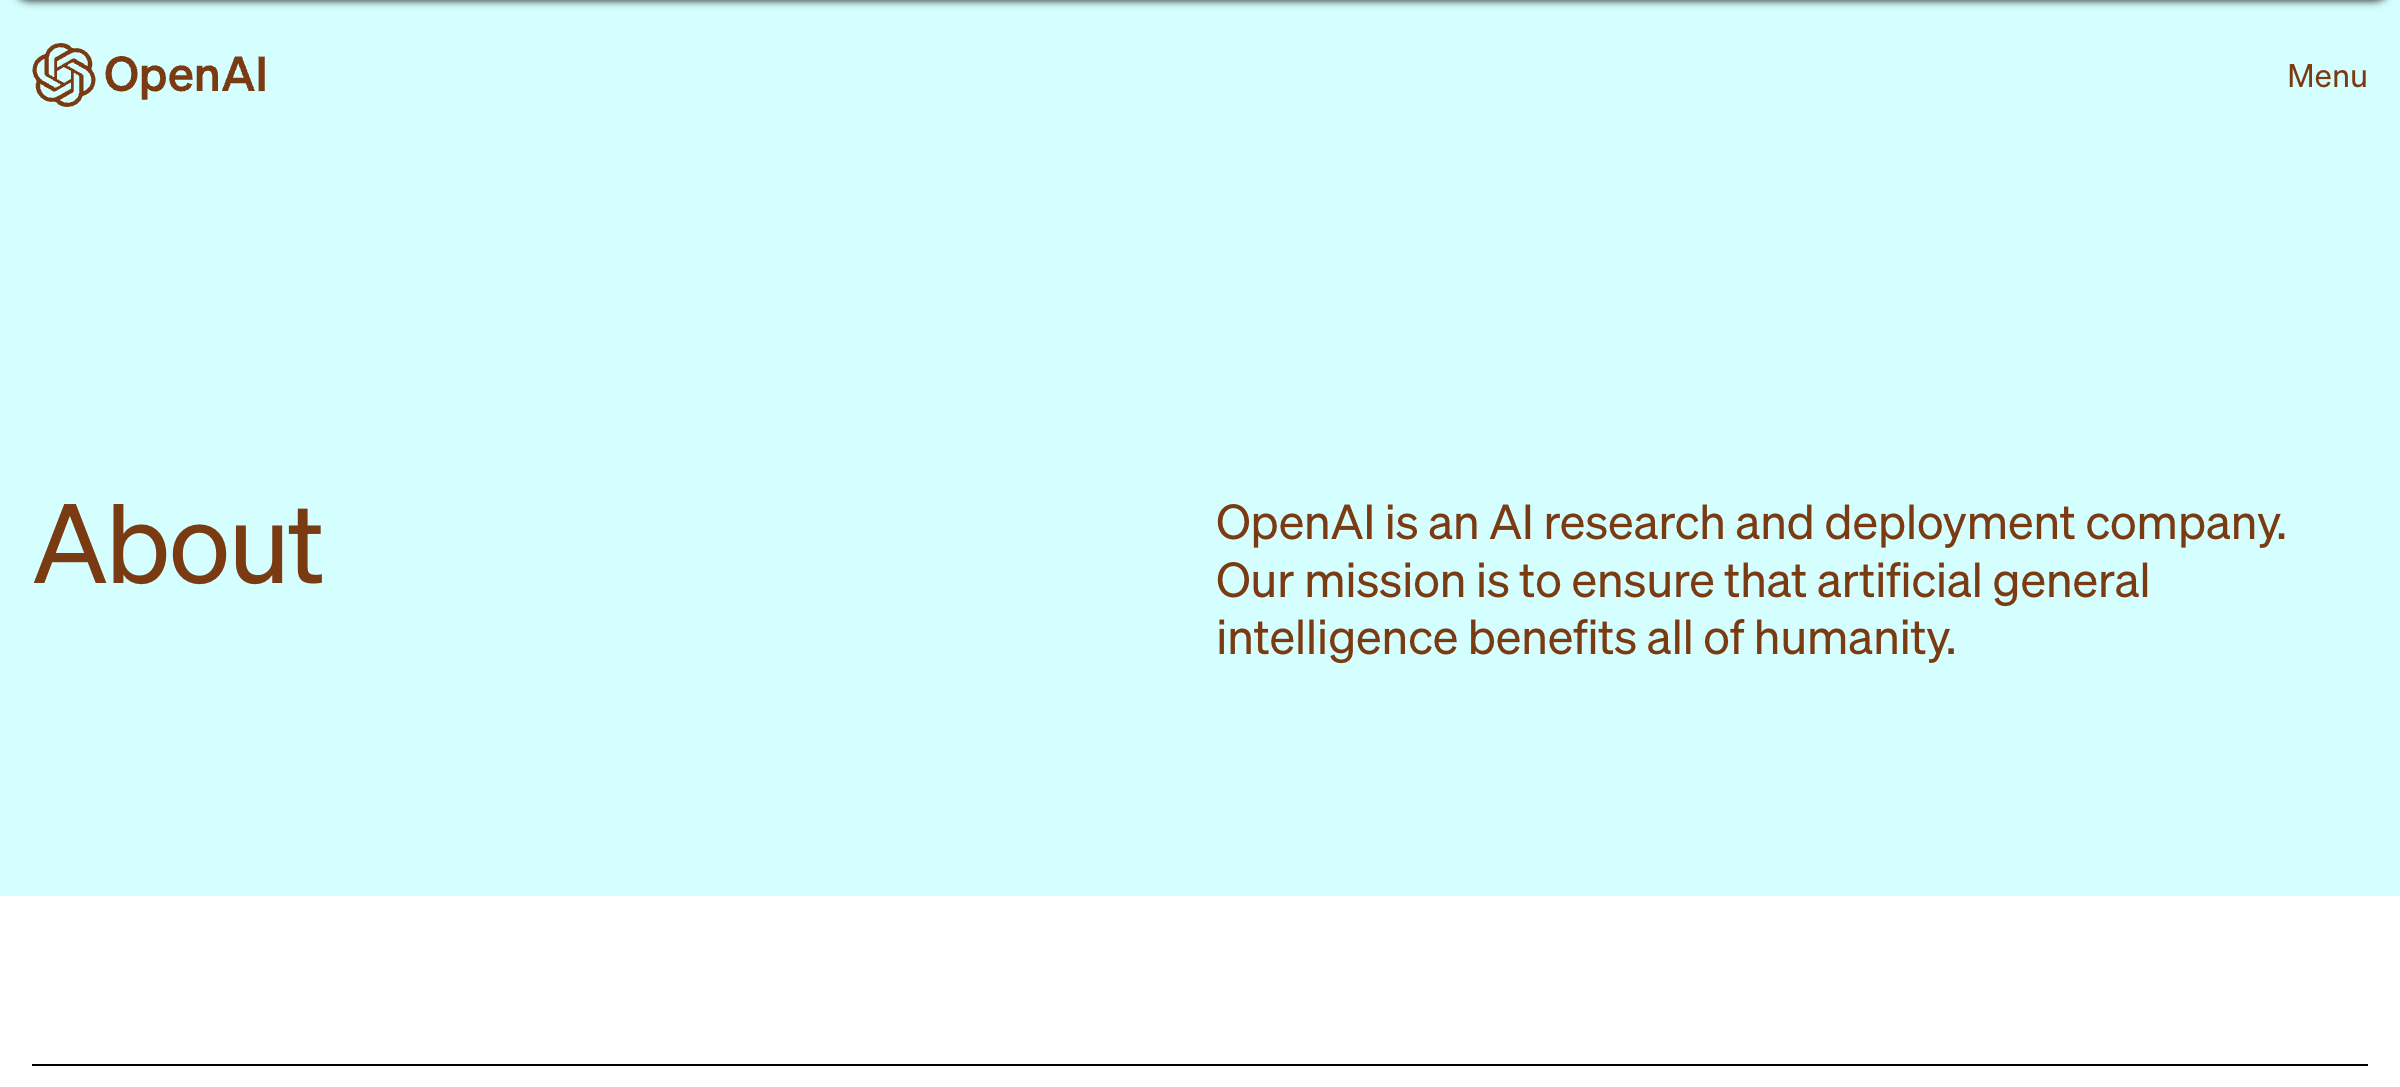 OpenAI
Menu
About
OpenAI is an AI research and deployment company.
Our mission is to ensure that artificial general
intelligence benefits all of humanity.